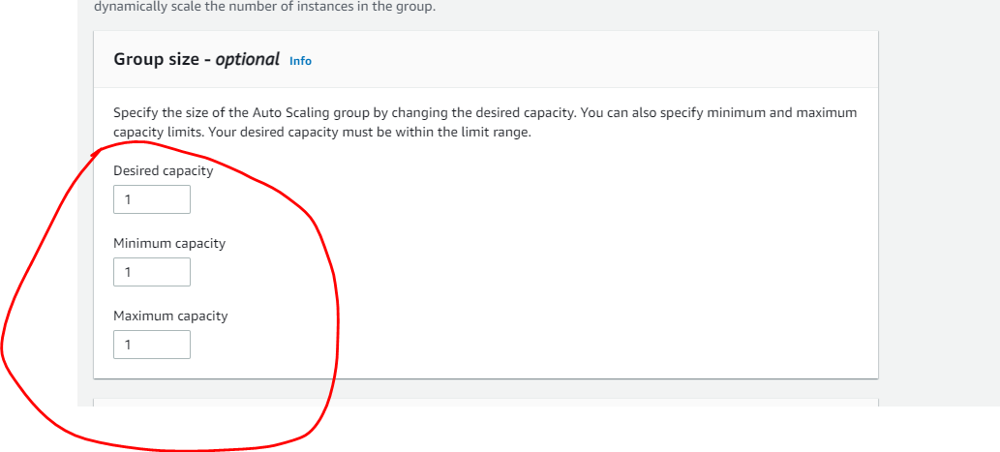 dynamically scale the number of instances in the group.
Group size - optional Info
Specify the size of the Auto Scaling group by changing the desired capacity. You can also specify minimum and maximum
capacity limits. Your desired capacity must be within the limit range.
Desired capacity
1
Minimum capacity
1
Maximum capacity
1